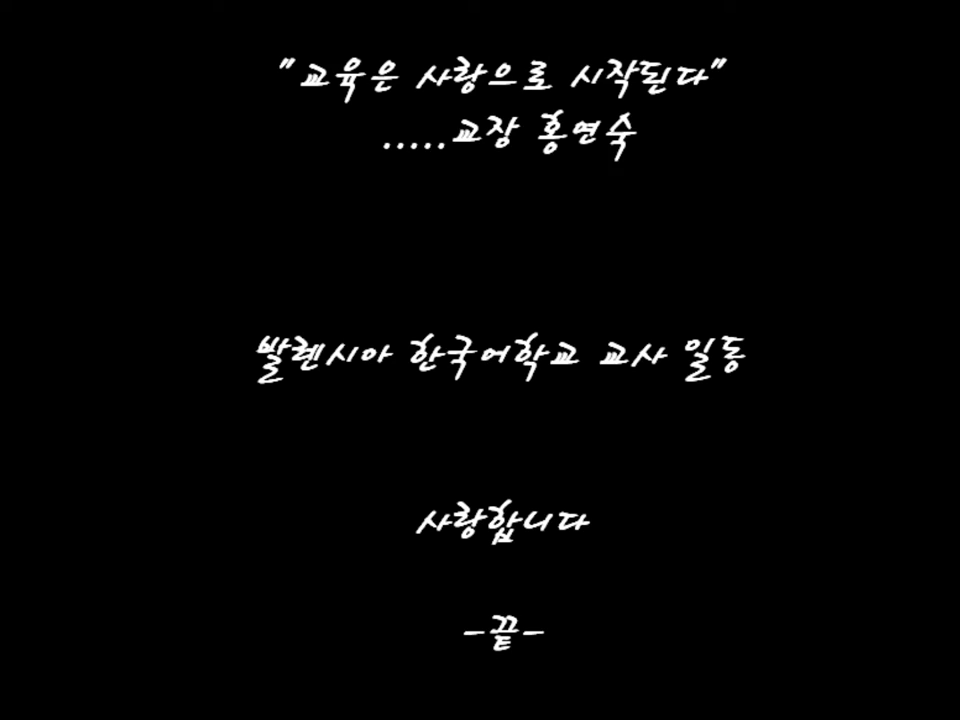 "교육은 사랑으로 시작된다"
.....교장 홍연숙
발렌시아 한국어학교 교사 일동
사랑합니다
-끝-